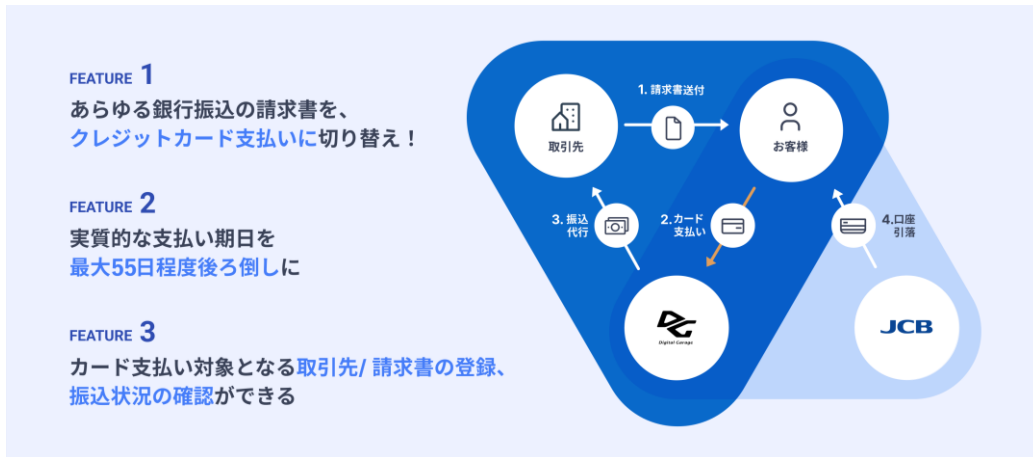 FEATURE 1
あらゆる銀行振込の請求書を、
クレジットカード支払いに切り替え！
FEATURE 2
実質的な支払い期日を
最大55日程度後ろ倒しに
FEATURE 3
カード支払い対象となる取引先/ 請求書の登録、
振込状況の確認ができる
1. 請求書送付
取引先
お客様
3. 振込
代行
2.カード
支払い
4.口座
引落
DG
Digital Garage
JCB